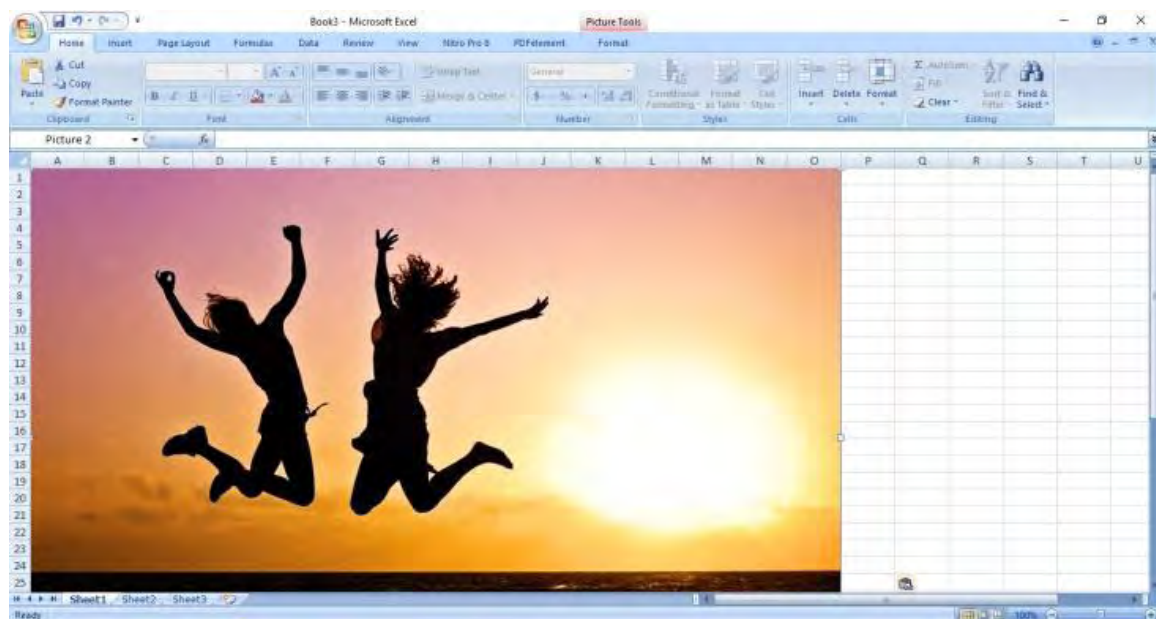 Book3 - Microsoft Excel Picture Tools
Home Insert Page Layout Formulas Data Review View Nitro Pro 8 PDFelement Format
Paste
Cut
Copy
Format Painter
Clipboard
B I U
Font
Wrap Text
Merge & Center
Alignment
General
$ %
Number
Conditional Formatting
Format as Table
Cell Styles
Styles
Insert Delete Format
Cells
Σ AutoSum
Fill
Clear
Sort & Filter
Find & Select
Editing
Picture 2 fx
A B C D E F G H I J K L M N O P Q R S T U
1
2
3
4
5
6
7
8
9
10
11
12
13
14
15
16
17
18
19
20
21
22
23
24
25
Sheet1 Sheet2 Sheet3
Ready 100%